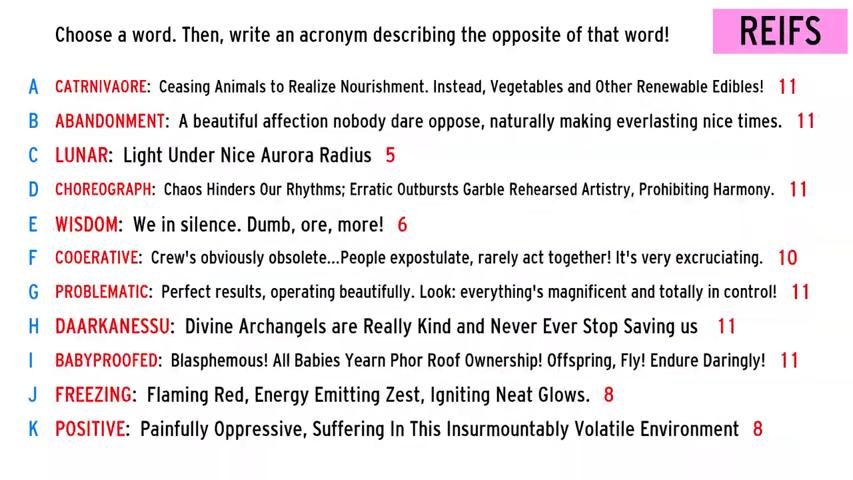 Choose a word. Then, write an acronym describing the opposite of that word!
REIFS
A CATRNIVAORE: Ceasing Animals to Realize Nourishment. Instead, Vegetables and Other Renewable Edibles! 11
B ABANDONMENT: A beautiful affection nobody dare oppose, naturally making everlasting nice times. 11
C LUNAR: Light Under Nice Aurora Radius 5
D CHOREOGRAPH: Chaos Hinders Our Rhythms; Erratic Outbursts Garble Rehearsed Artistry, Prohibiting Harmony. 11
E WISDOM: We in silence. Dumb, ore, more! 6
F COOERATIVE: Crew's obviously obsolete...People expostulate, rarely act together! It's very excruciating. 10
G PROBLEMATIC: Perfect results, operating beautifully. Look: everything's magnificent and totally in control! 11
H DAARKANESSU: Divine Archangels are Really Kind and Never Ever Stop Saving us 11
I BABYPROOFED: Blasphemous! All Babies Yearn Phor Roof Ownership! Offspring, Fly! Endure Daringly! 11
J FREEZING: Flaming Red, Energy Emitting Zest, Igniting Neat Glows. 8
K POSITIVE: Painfully Oppressive, Suffering In This Insurmountably Volatile Environment 8